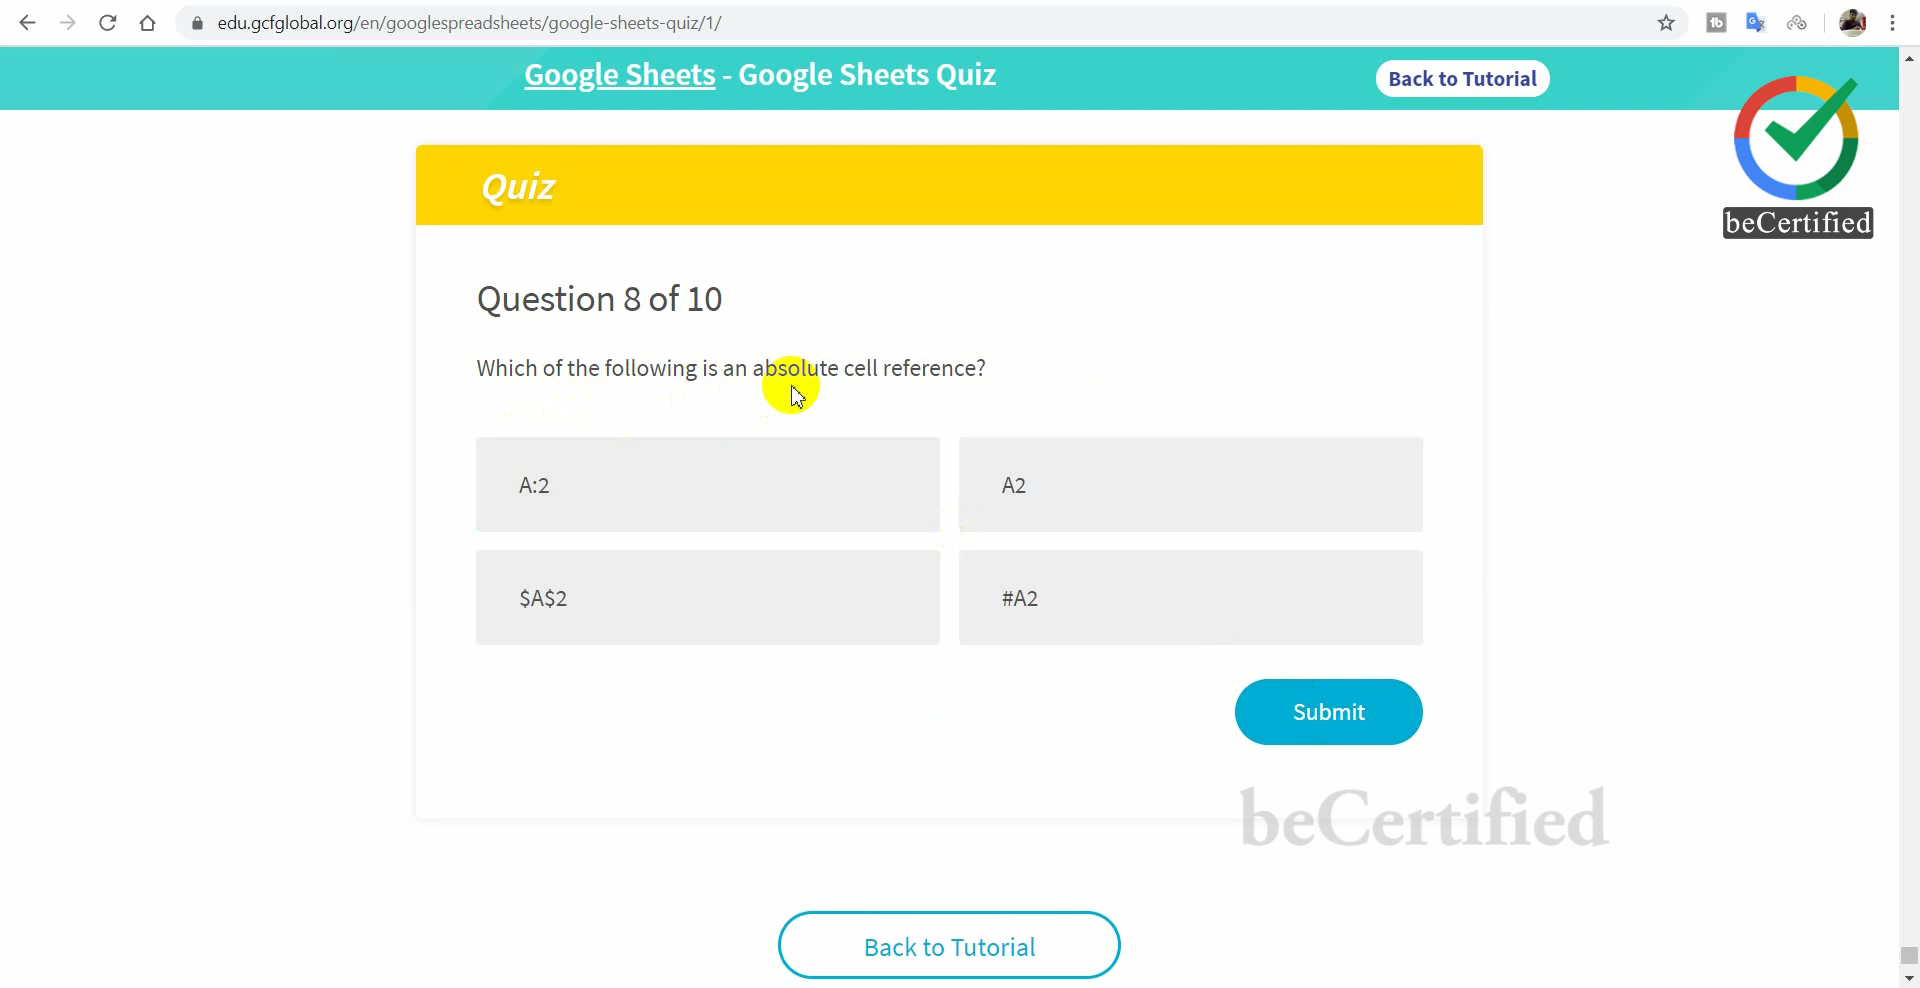 edu.gcfglobal.org/en/googlespreadsheets/google-sheets-quiz/1/
Google Sheets - Google Sheets Quiz
Back to Tutorial
beCertified
Quiz
Question 8 of 10
Which of the following is an absolute cell reference?
A:2
A2
$A$2
#A2
Submit
beCertified
Back to Tutorial